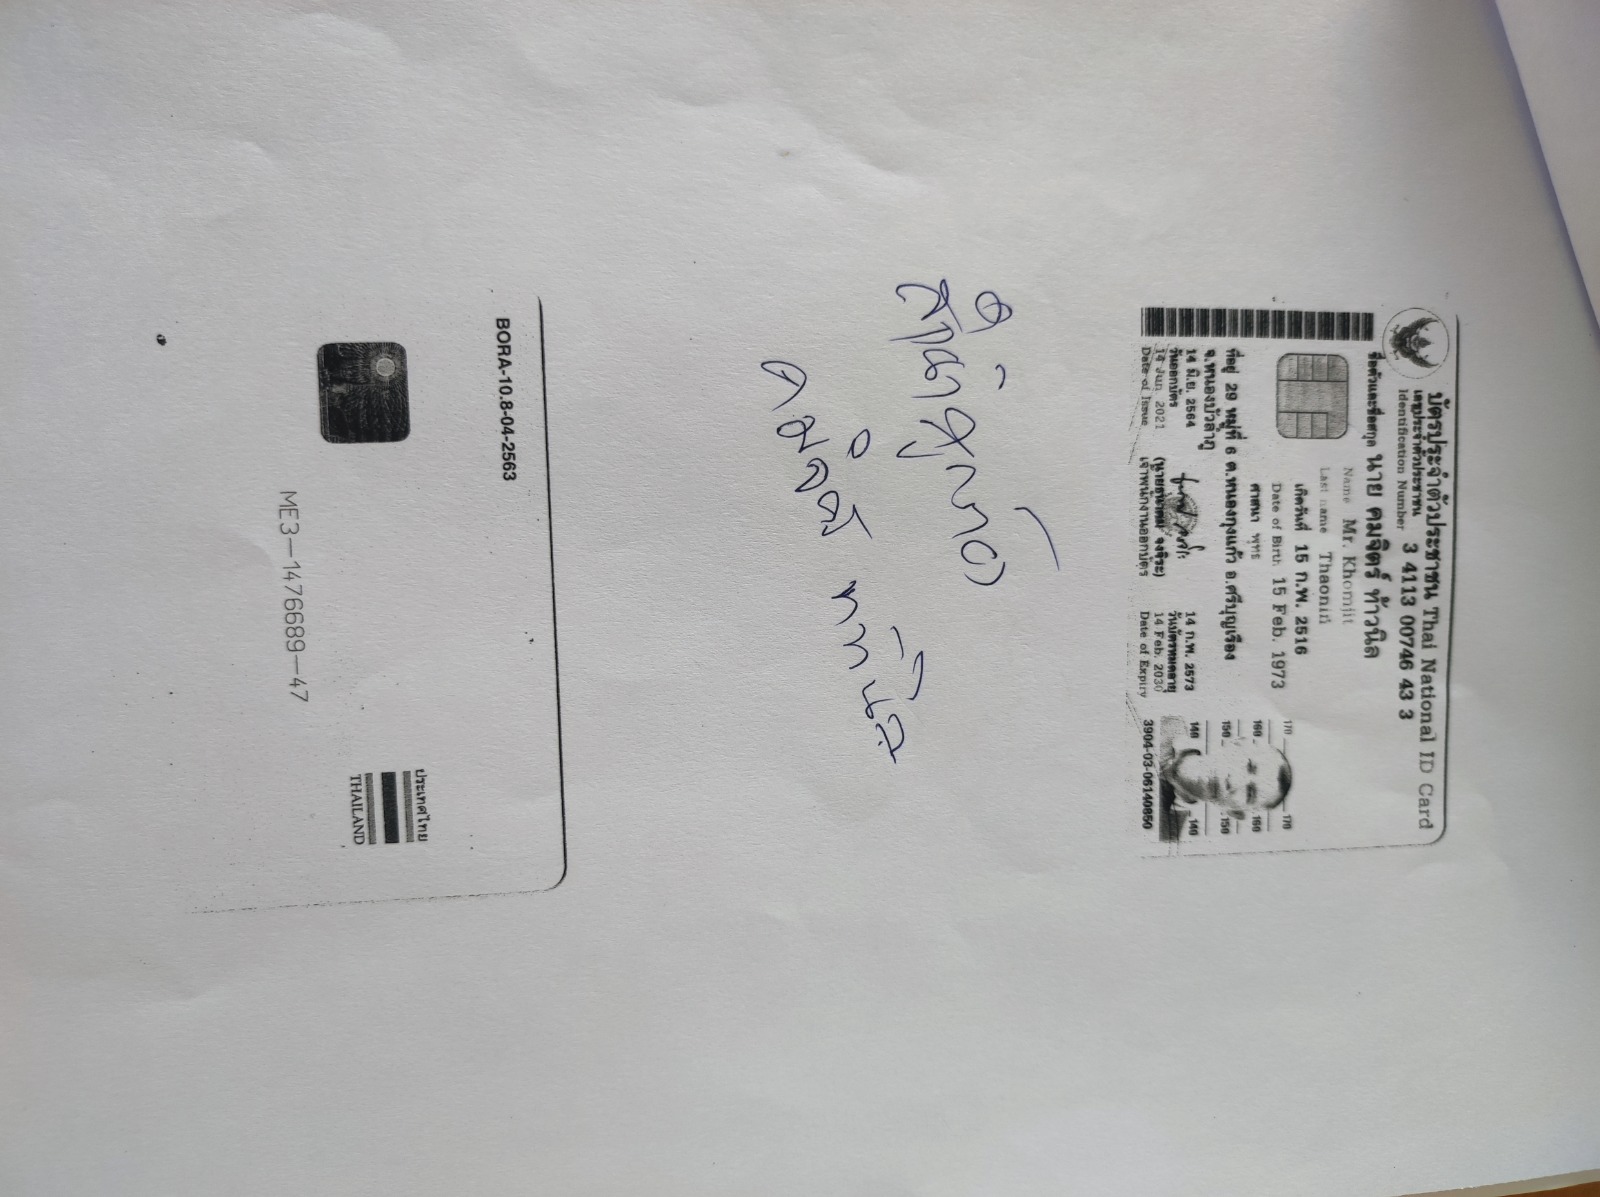 บัตรประจำตัวประชาชน Thai National ID Card
เลขประจำตัวประชาชน 3 4113 00746 43 3
Identification Number
ชื่อตัวและชื่อสกุล นาย คมจิตร์ ท้าวนิล
Name Mr. Khomjit
Last name Thaonin
เกิดวันที่ 15 ก.พ. 2516
Date of Birth 15 Feb. 1973
ศาสนา พุทธ
ที่อยู่ 29 หมู่ที่ 6 ต.หนองกุงแก้ว อ.ศรีบุญเรือง
จ.หนองบัวลำภู
14 มิ.ย. 2564
วันออกบัตร
14 Jun. 2021
Date of Issue
เจ้าพนักงานออกบัตร
14 ก.พ. 2573
วันบัตรหมดอายุ
14 Feb. 2030
Date of Expiry
170 170
160 160
150 150
140 140
3904-03-06140850
สำเนาถูกต้อง
คมจิตร์ ท้าวนิล
BORA-10.8-04-2563
ประเทศไทย
THAILAND
ME3-1476689-47